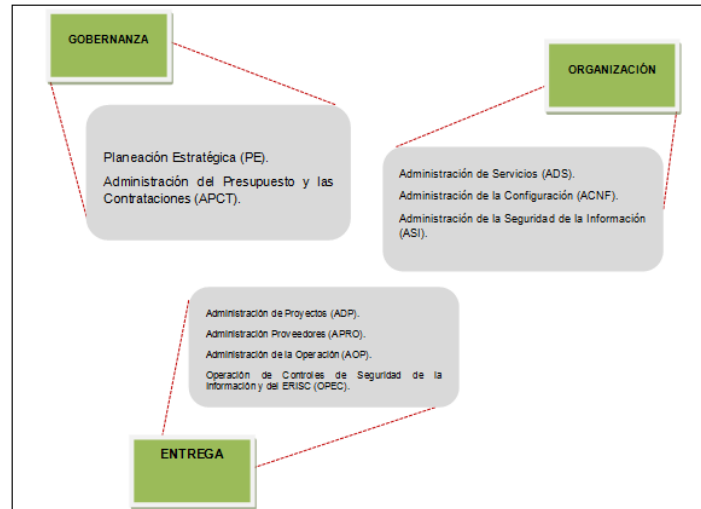 GOBERNANZA
Planeación Estratégica (PE).
Administración del Presupuesto y las
Contrataciones (APCT).
ORGANIZACIÓN
Administración de Servicios (ADS).
Administración de la Configuración (ACNF).
Administración de la Seguridad de la Información
(ASI).
Administración de Proyectos (ADP).
Administración Proveedores (APRO).
Administración de la Operación (AOP).
Operación de Controles de Seguridad de la
Información y del ERISC (OPEC).
ENTREGA